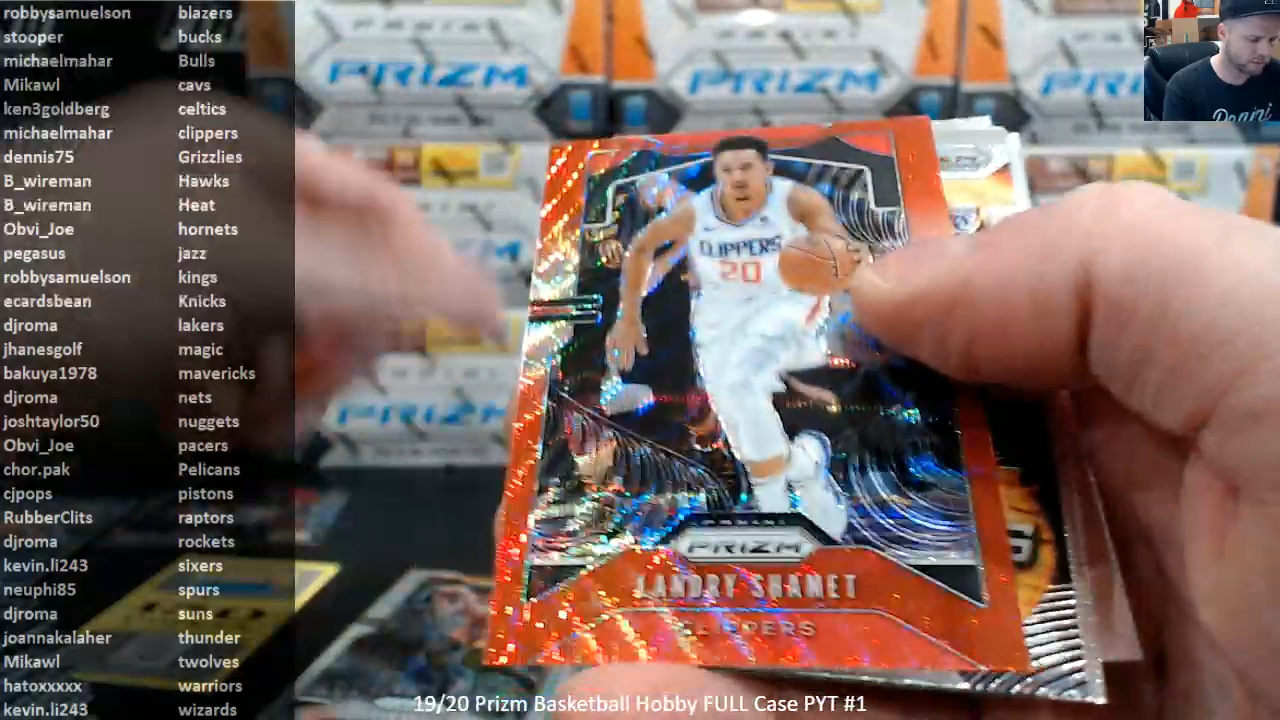 robbysamuelson blazers
stooper bucks
michaelmahar Bulls
Mikawl cavs
ken3goldberg celtics
michaelmahar clippers
dennis75 Grizzlies
B_wireman Hawks
B_wireman Heat
Obvi_Joe hornets
pegasus jazz
robbysamuelson kings
ecardsbean Knicks
djroma lakers
jhanesgolf magic
bakuya1978 mavericks
djroma nets
joshtaylor50 nuggets
Obvi_Joe pacers
chor.pak Pelicans
cjpops pistons
RubberClits raptors
djroma rockets
kevin.li243 sixers
neuphi85 spurs
djroma suns
joannakalaher thunder
Mikawl twolves
hatoxxxxx warriors
kevin.li243 wizards
PRIZM
PRIZM
PRIZM
CLIPPERS
20
PANINI
PRIZM
LANDRY SHAMET
CLIPPERS
19/20 Prizm Basketball Hobby FULL Case PYT #1